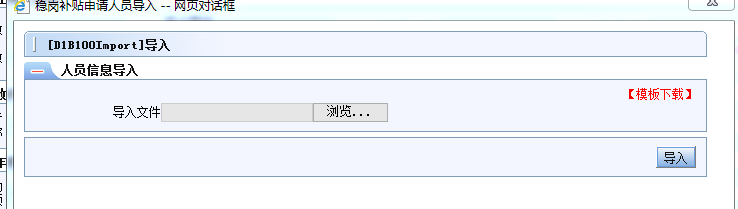 稳岗补贴申请人员导入 -- 网页对话框
[D1B100Import]导入
人员信息导入
【模板下载】
导入文件 浏览...
导入